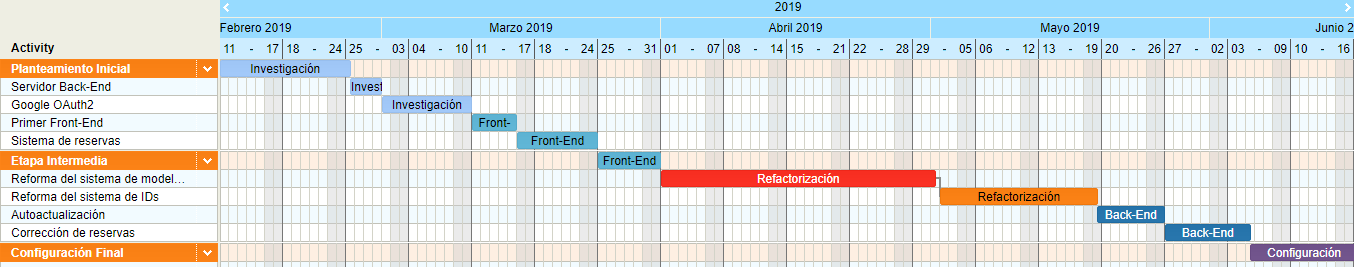 2019
Febrero 2019 Marzo 2019 Abril 2019 Mayo 2019 Junio 2
Activity
11 - 17 18 - 24 25 - 03 04 - 10 11 - 17 18 - 24 25 - 31 01 - 07 08 - 14 15 - 21 22 - 28 29 - 05 06 - 12 13 - 19 20 - 26 27 - 02 03 - 09 10 - 16
Planteamiento Inicial Investigación
Servidor Back-End Invest
Google OAuth2 Investigación
Primer Front-End Front-
Sistema de reservas Front-End
Etapa Intermedia Front-End
Reforma del sistema de model... Refactorización
Reforma del sistema de IDs Refactorización
Autoactualización Back-End
Corrección de reservas Back-End
Configuración Final Configuración